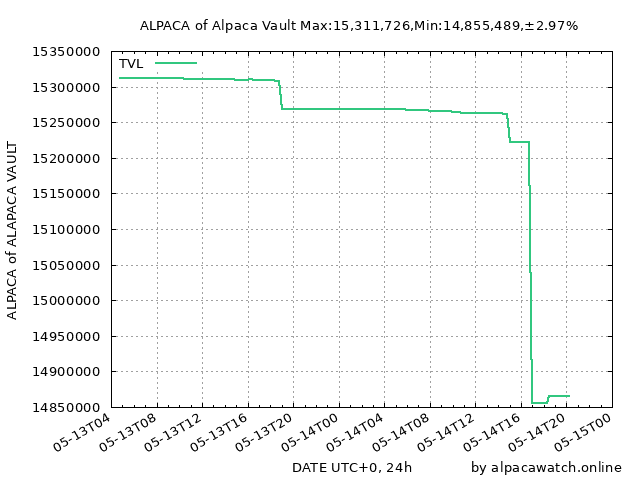 ALPACA of Alpaca Vault Max:15,311,726,Min:14,855,489,±2.97%
TVL
15350000
15300000
15250000
15200000
15150000
15100000
15050000
15000000
14950000
14900000
14850000
ALPACA of ALAPACA VAULT
05-13T04
05-13T08
05-13T12
05-13T16
05-13T20
05-14T00
05-14T04
05-14T08
05-14T12
05-14T16
05-14T20
05-15T00
DATE UTC+0, 24h
by alpacawatch.online